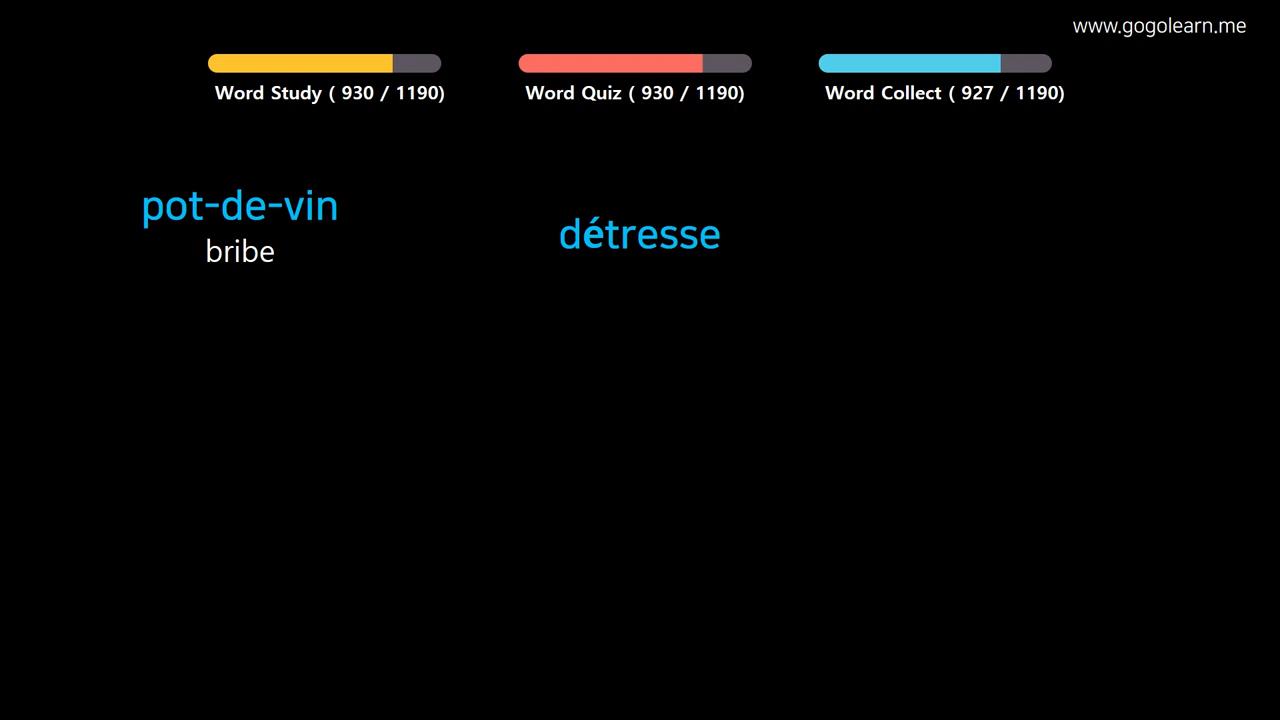 www.gogolearn.me
Word Study ( 930 / 1190)
Word Quiz ( 930 / 1190)
Word Collect ( 927 / 1190)
pot-de-vin
bribe
détresse